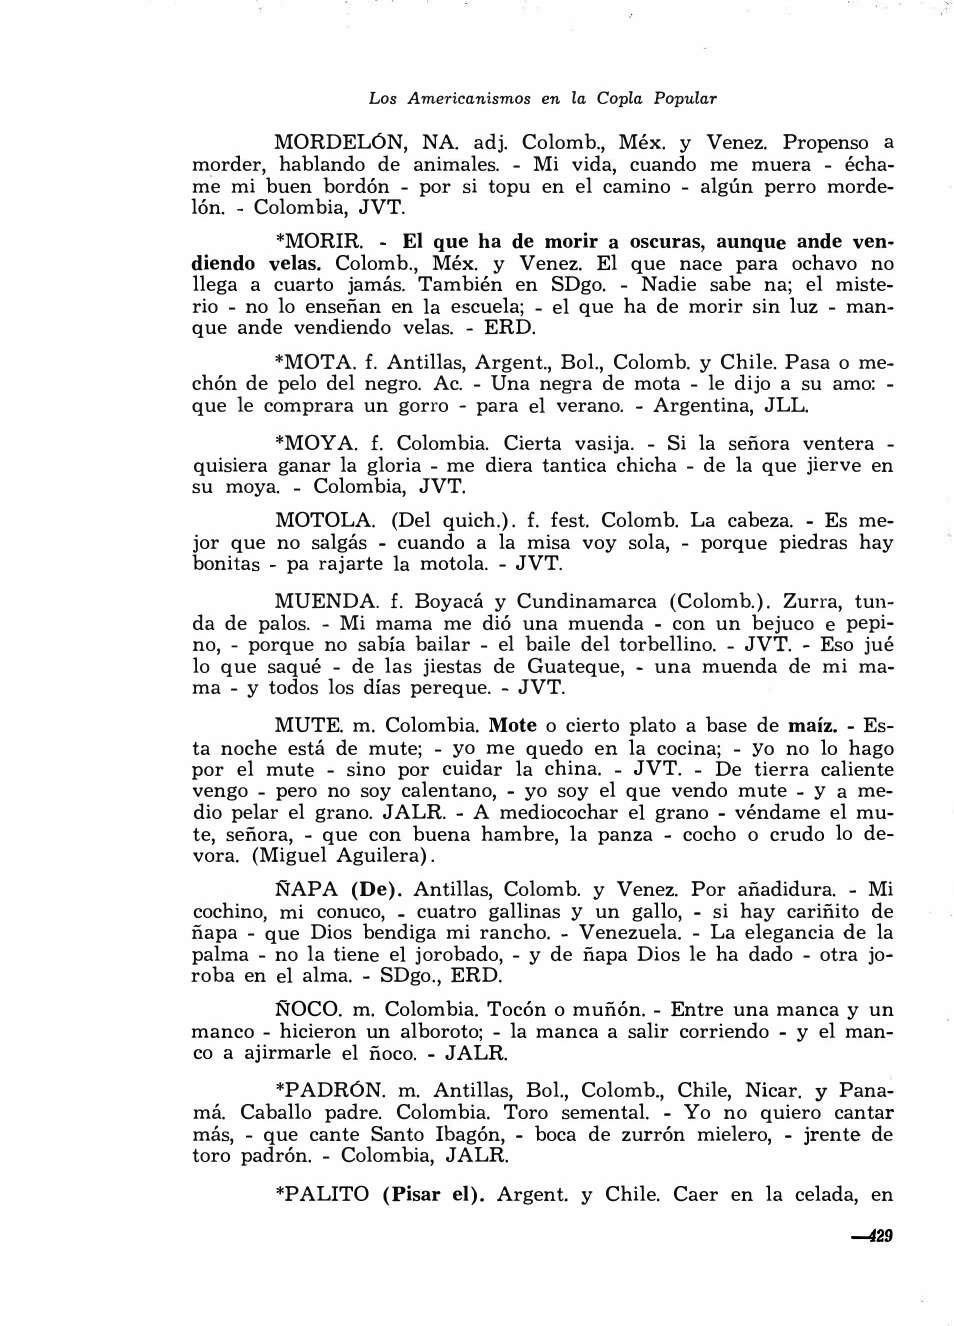 Los Americanismos en la Copla Popular
MORDELÓN, NA. adj. Colomb., Méx. y Venez. Propenso a
morder, hablando de animales. - Mi vida, cuando me muera - écha-
me mi buen bordón - por si topu en el camino - algún perro morde-
lón. - Colombia, JVT.
*MORIR. - El que ha de morir a oscuras, aunque ande ven-
diendo velas. Colomb., Méx. y Venez. El que nace para ochavo no
llega a cuarto jamás. También en SDgo. - Nadie sabe na; el miste-
rio - no lo enseñan en la escuela; - el que ha de morir sin luz - man-
que ande vendiendo velas. - ERD.
*MOTA. f. Antillas, Argent., Bol., Colomb. y Chile. Pasa o me-
chón de pelo del negro. Ac. - Una negra de mota - le dijo a su amo: -
que le comprara un gorro - para el verano. - Argentina, JLL.
*MOYA. f. Colombia. Cierta vasija. - Si la señora ventera -
quisiera ganar la gloria - me diera tantica chicha - de la que jierve en
su moya. - Colombia, JVT.
MOTOLA. (Del quich.). f. fest. Colomb. La cabeza. - Es me-
jor que no salgás - cuando a la misa voy sola, - porque piedras hay
bonitas - pa rajarte la motola. - JVT.
MUENDA. f. Boyacá y Cundinamarca (Colomb.). Zurra, tun-
da de palos. - Mi mama me dió una muenda - con un bejuco e pepi-
no, - porque no sabía bailar - el baile del torbellino. - JVT. - Eso jué
lo que saqué - de las jiestas de Guateque, - una muenda de mi ma-
ma - y todos los días pereque. - JVT.
MUTE. m. Colombia. Mote o cierto plato a base de maíz. - Es-
ta noche está de mute; - yo me quedo en la cocina; - yo no lo hago
por el mute - sino por cuidar la china. - JVT. - De tierra caliente
vengo - pero no soy calentano, - yo soy el que vendo mute - y a me-
dio pelar el grano. JALR. - A mediocochar el grano - véndame el mu-
te, señora, - que con buena hambre, la panza - cocho o crudo lo de-
vora. (Miguel Aguilera).
ÑAPA (De). Antillas, Colomb. y Venez. Por añadidura. - Mi
cochino, mi conuco, - cuatro gallinas y un gallo, - si hay cariñito de
ñapa - que Dios bendiga mi rancho. - Venezuela. - La elegancia de la
palma - no la tiene el jorobado, - y de ñapa Dios le ha dado - otra jo-
roba en el alma. - SDgo., ERD.
ÑOCO. m. Colombia. Tocón o muñón. - Entre una manca y un
manco - hicieron un alboroto; - la manca a salir corriendo - y el man-
co a ajirmarle el ñoco. - JALR.
*PADRÓN. m. Antillas, Bol., Colomb., Chile, Nicar. y Pana-
má. Caballo padre. Colombia. Toro semental. - Yo no quiero cantar
más, - que cante Santo Ibagón, - boca de zurrón mielero, - jrente de
toro padrón. - Colombia, JALR.
*PALITO (Pisar el). Argent. y Chile. Caer en la celada, en
—429